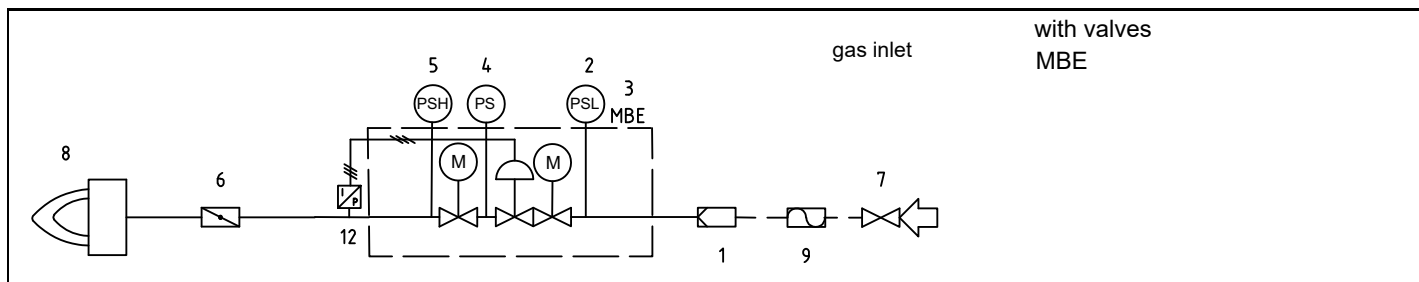 with valves
gas inlet
MBE
5 4 2
3
PSH PS PSL
MBE
8
M M
6 7
I
P
12
1 9